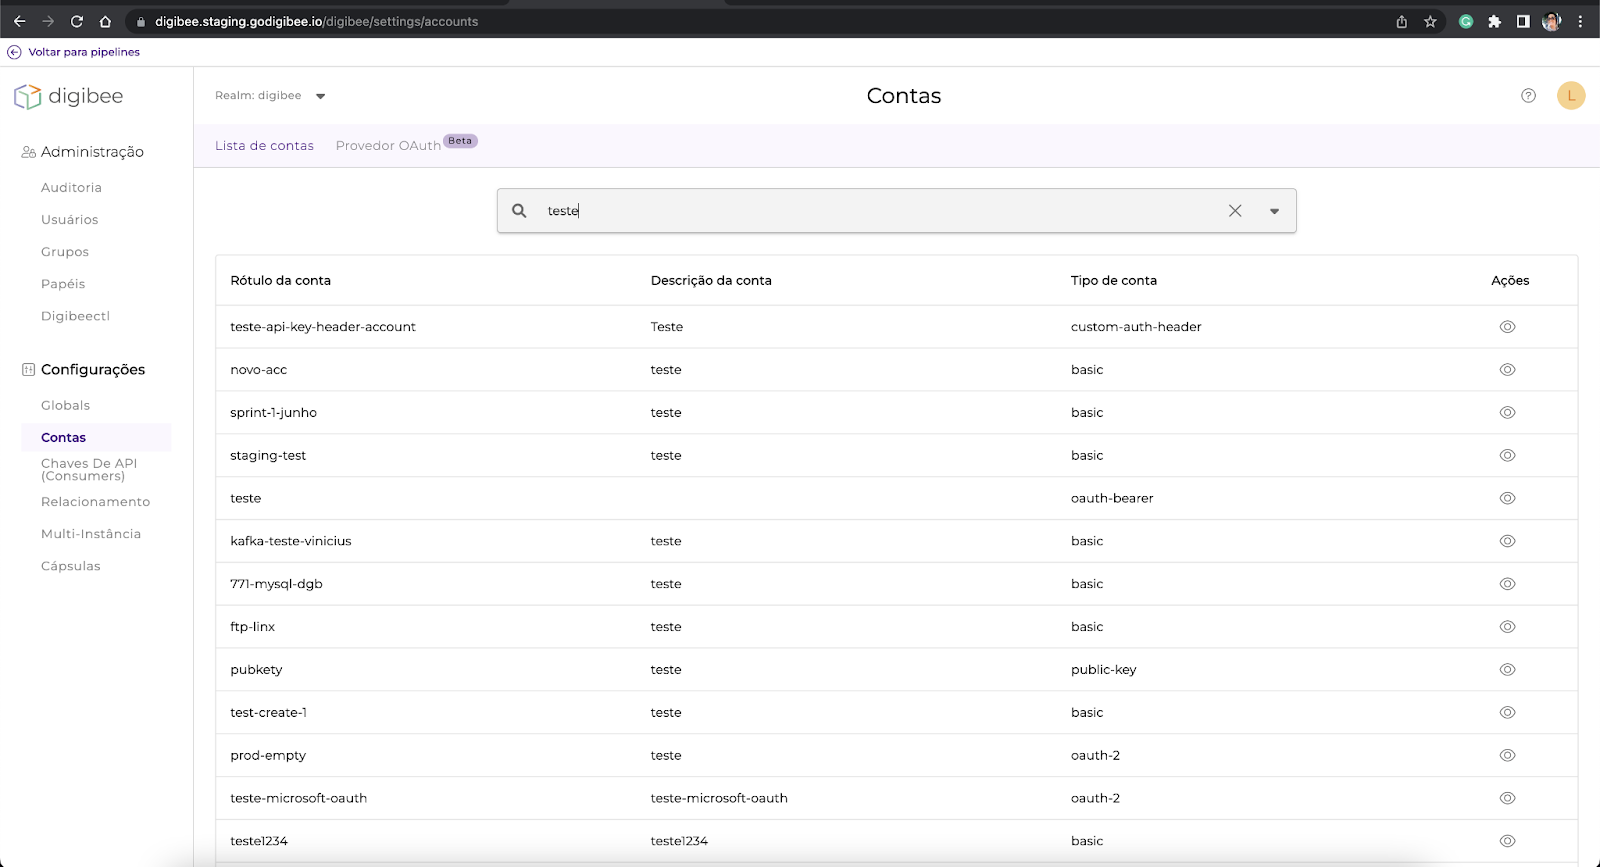 digibee.staging.godigibee.io/digibee/settings/accounts
Voltar para pipelines
digibee
Realm: digibee
Contas
L
Administração
Auditoria
Usuários
Grupos
Papéis
Digibeectl
Configurações
Globals
Contas
Chaves De API
(Consumers)
Relacionamento
Multi-Instância
Cápsulas
Lista de contas Provedor OAuth Beta
teste
Rótulo da conta Descrição da conta Tipo de conta Ações
teste-api-key-header-account Teste custom-auth-header
novo-acc teste basic
sprint-1-junho teste basic
staging-test teste basic
teste oauth-bearer
kafka-teste-vinicius teste basic
771-mysql-dgb teste basic
ftp-linx teste basic
pubkety teste public-key
test-create-1 teste basic
prod-empty teste oauth-2
teste-microsoft-oauth teste-microsoft-oauth oauth-2
teste1234 teste1234 basic